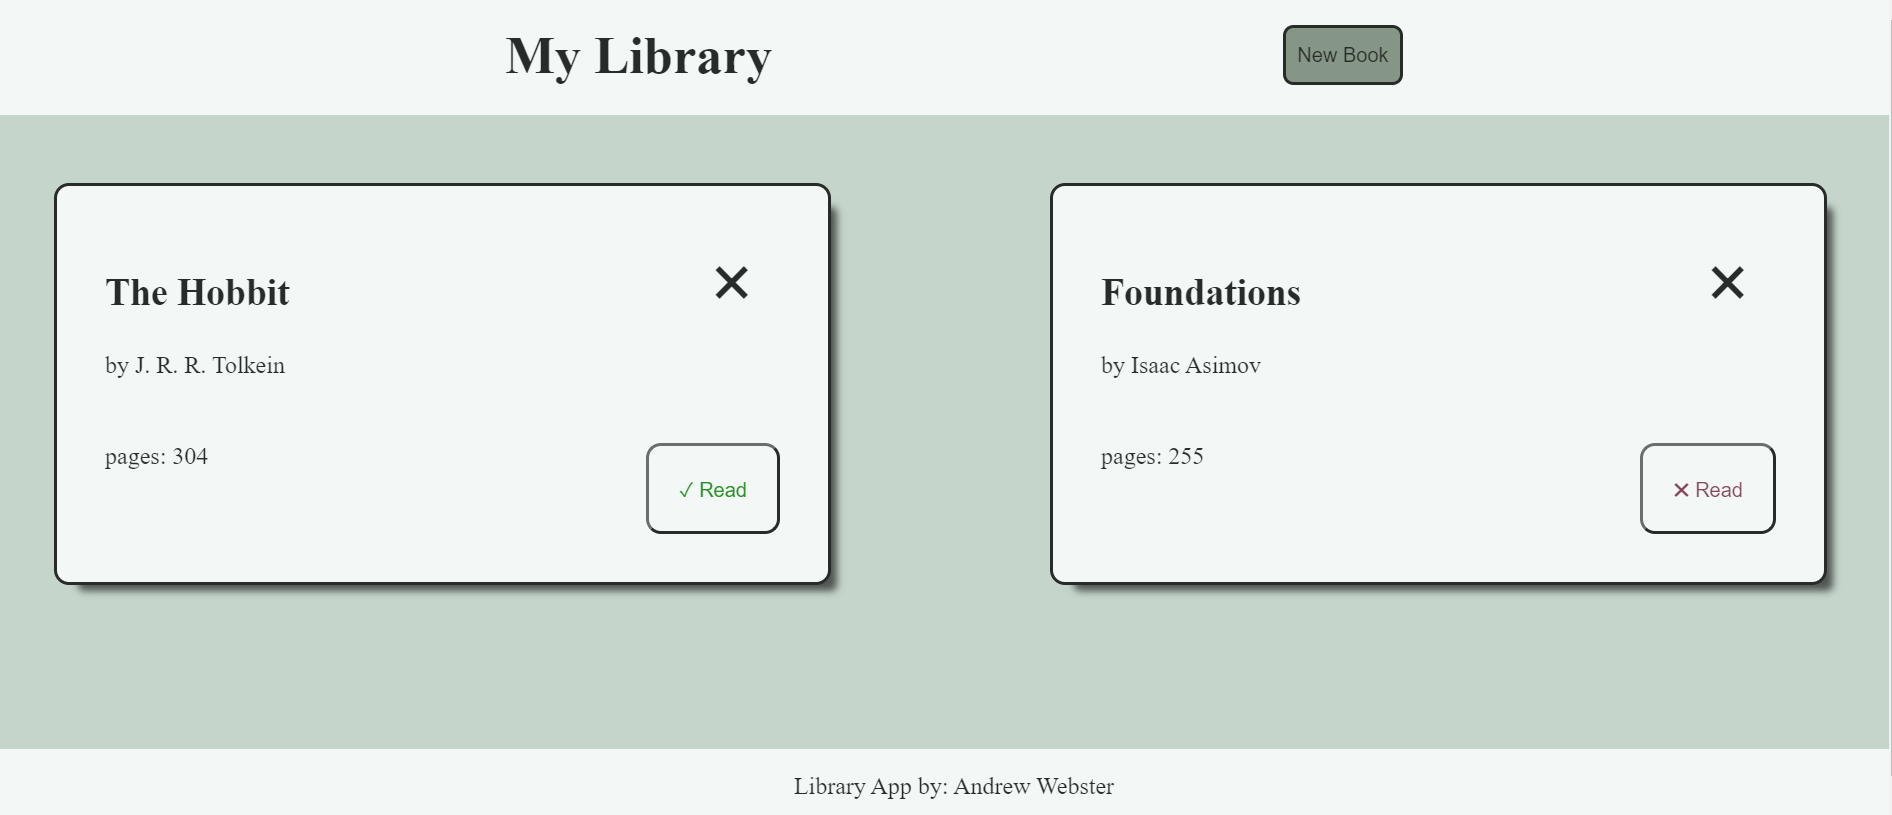 My Library
New Book
The Hobbit
✕
by J. R. R. Tolkein
pages: 304
✓ Read
Foundations
✕
by Isaac Asimov
pages: 255
✕ Read
Library App by: Andrew Webster